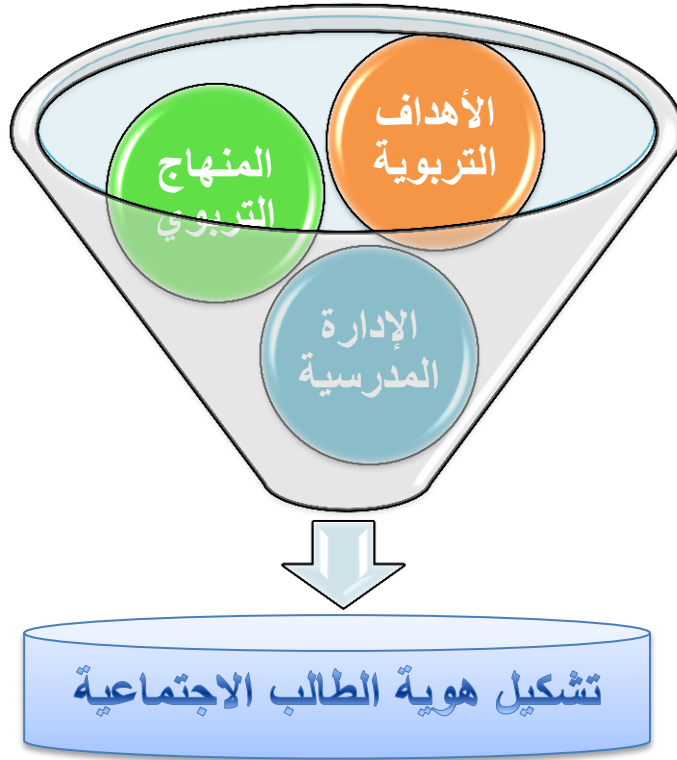 الأهداف
التربوية
المنهاج
التربوي
الإدارة
المدرسية
تشكيل هوية الطالب الاجتماعية